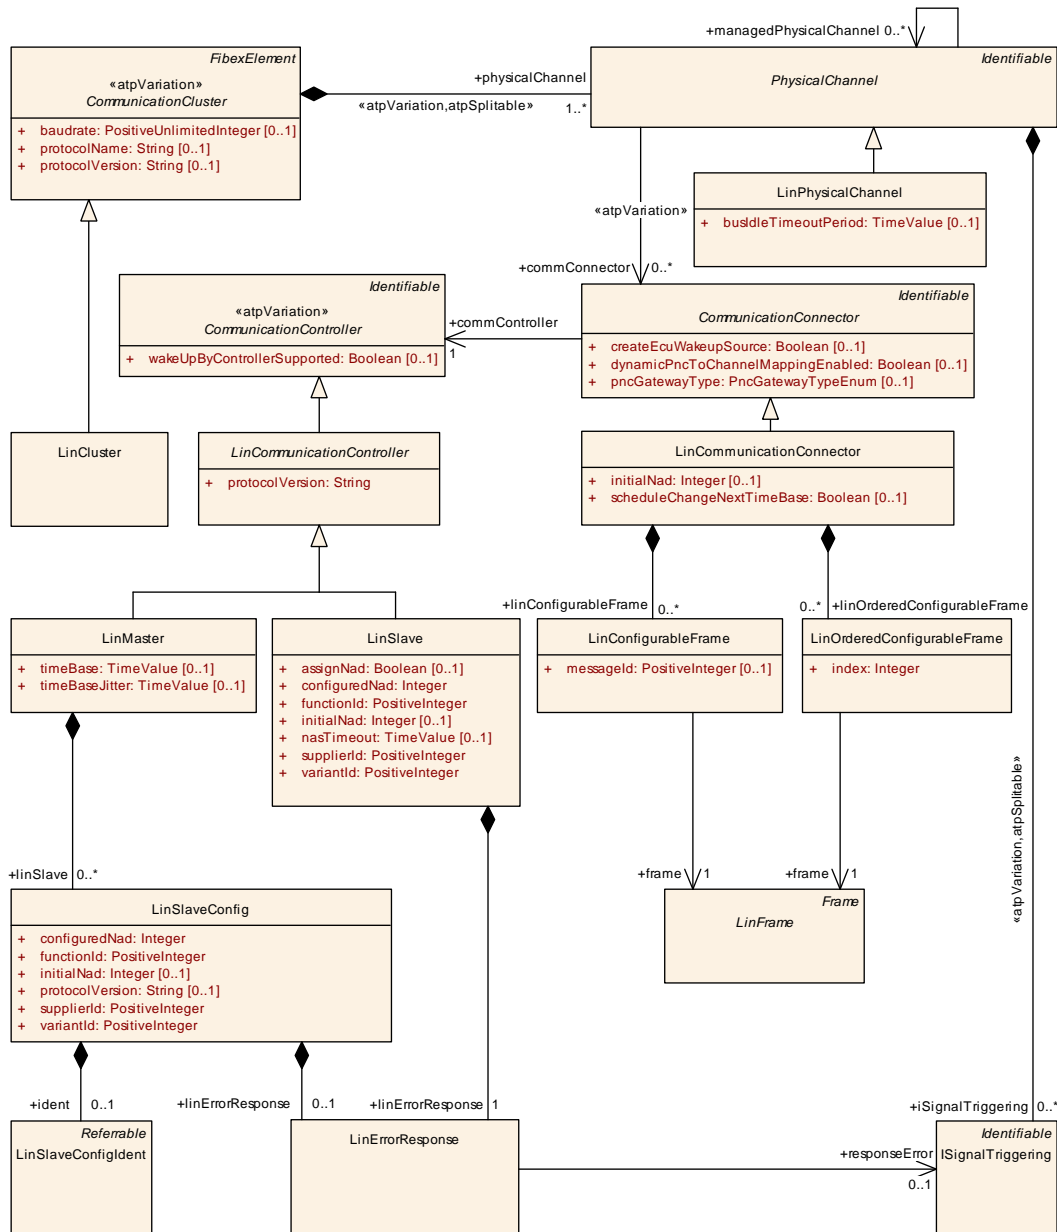 +managedPhysicalChannel 0..*
FibexElement
«atpVariation»
CommunicationCluster
+ baudrate: PositiveUnlimitedInteger [0..1]
+ protocolName: String [0..1]
+ protocolVersion: String [0..1]
+physicalChannel
«atpVariation,atpSplitable»
1..*
Identifiable
PhysicalChannel
LinPhysicalChannel
+ busIdleTimeoutPeriod: TimeValue [0..1]
«atpVariation»
+commConnector 0..*
Identifiable
«atpVariation»
CommunicationController
+ wakeUpByControllerSupported: Boolean [0..1]
+commController
1
Identifiable
CommunicationConnector
+ createEcuWakeupSource: Boolean [0..1]
+ dynamicPncToChannelMappingEnabled: Boolean [0..1]
+ pncGatewayType: PncGatewayTypeEnum [0..1]
LinCluster
LinCommunicationController
+ protocolVersion: String
LinCommunicationConnector
+ initialNad: Integer [0..1]
+ scheduleChangeNextTimeBase: Boolean [0..1]
+linConfigurableFrame 0..*
0..* +linOrderedConfigurableFrame
LinMaster
+ timeBase: TimeValue [0..1]
+ timeBaseJitter: TimeValue [0..1]
LinSlave
+ assignNad: Boolean [0..1]
+ configuredNad: Integer
+ functionId: PositiveInteger
+ initialNad: Integer [0..1]
+ nasTimeout: TimeValue [0..1]
+ supplierId: PositiveInteger
+ variantId: PositiveInteger
LinConfigurableFrame
+ messageId: PositiveInteger [0..1]
LinOrderedConfigurableFrame
+ index: Integer
«atpVariation,atpSplitable»
+linSlave 0..*
+frame 1
+frame 1
LinSlaveConfig
+ configuredNad: Integer
+ functionId: PositiveInteger
+ initialNad: Integer [0..1]
+ protocolVersion: String [0..1]
+ supplierId: PositiveInteger
+ variantId: PositiveInteger
Frame
LinFrame
+ident 0..1
+linErrorResponse 0..1
+linErrorResponse 1
+iSignalTriggering 0..*
Referrable
LinSlaveConfigIdent
LinErrorResponse
+responseError
0..1
Identifiable
ISignalTriggering